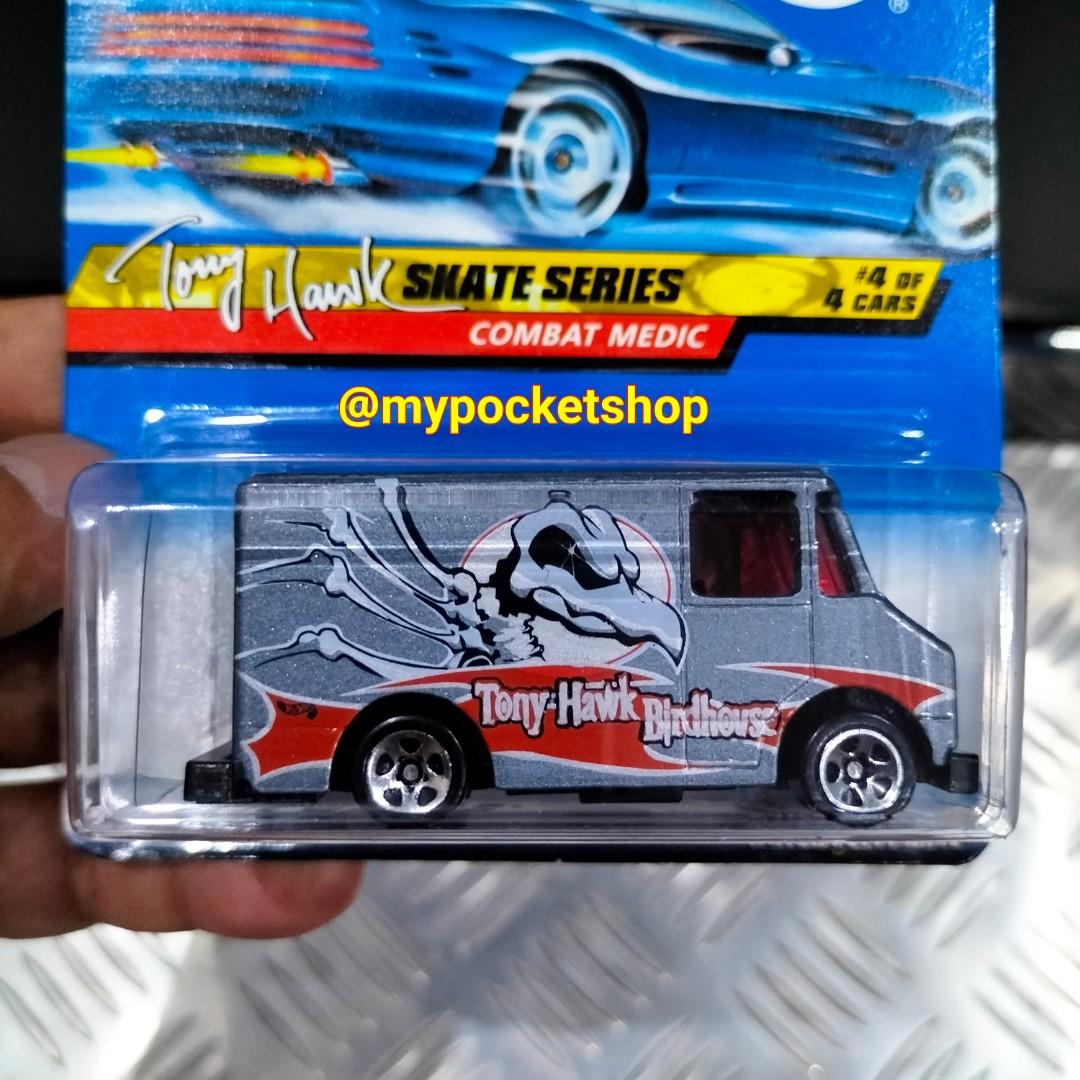 ®
Tony Hawk SKATE SERIES
#4 OF
4 CARS
COMBAT MEDIC
@mypocketshop
Tony Hawk
Birdhouse